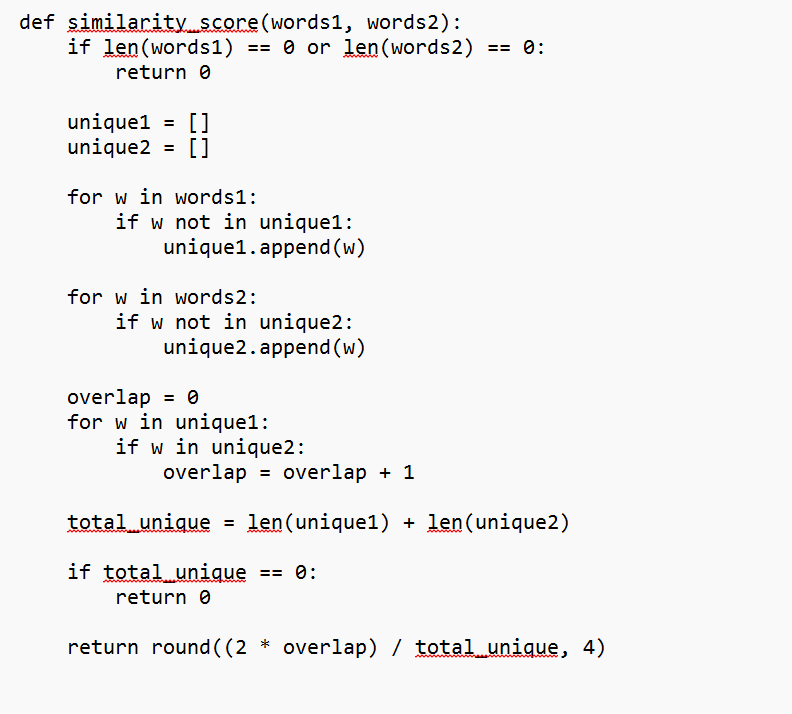 def similarity_score(words1, words2):
    if len(words1) == 0 or len(words2) == 0:
        return 0

    unique1 = []
    unique2 = []

    for w in words1:
        if w not in unique1:
            unique1.append(w)

    for w in words2:
        if w not in unique2:
            unique2.append(w)

    overlap = 0
    for w in unique1:
        if w in unique2:
            overlap = overlap + 1

    total_unique = len(unique1) + len(unique2)

    if total_unique == 0:
        return 0

    return round((2 * overlap) / total_unique, 4)